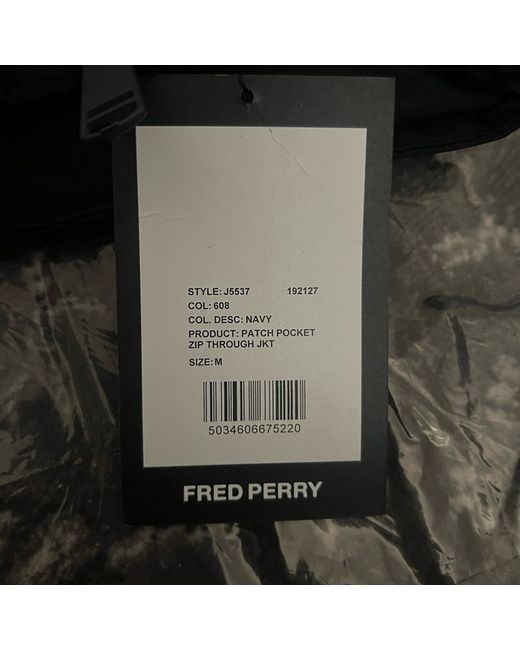 STYLE: J5537 192127
COL: 608
COL. DESC: NAVY
PRODUCT: PATCH POCKET
ZIP THROUGH JKT
SIZE: M
5034606675220
FRED PERRY